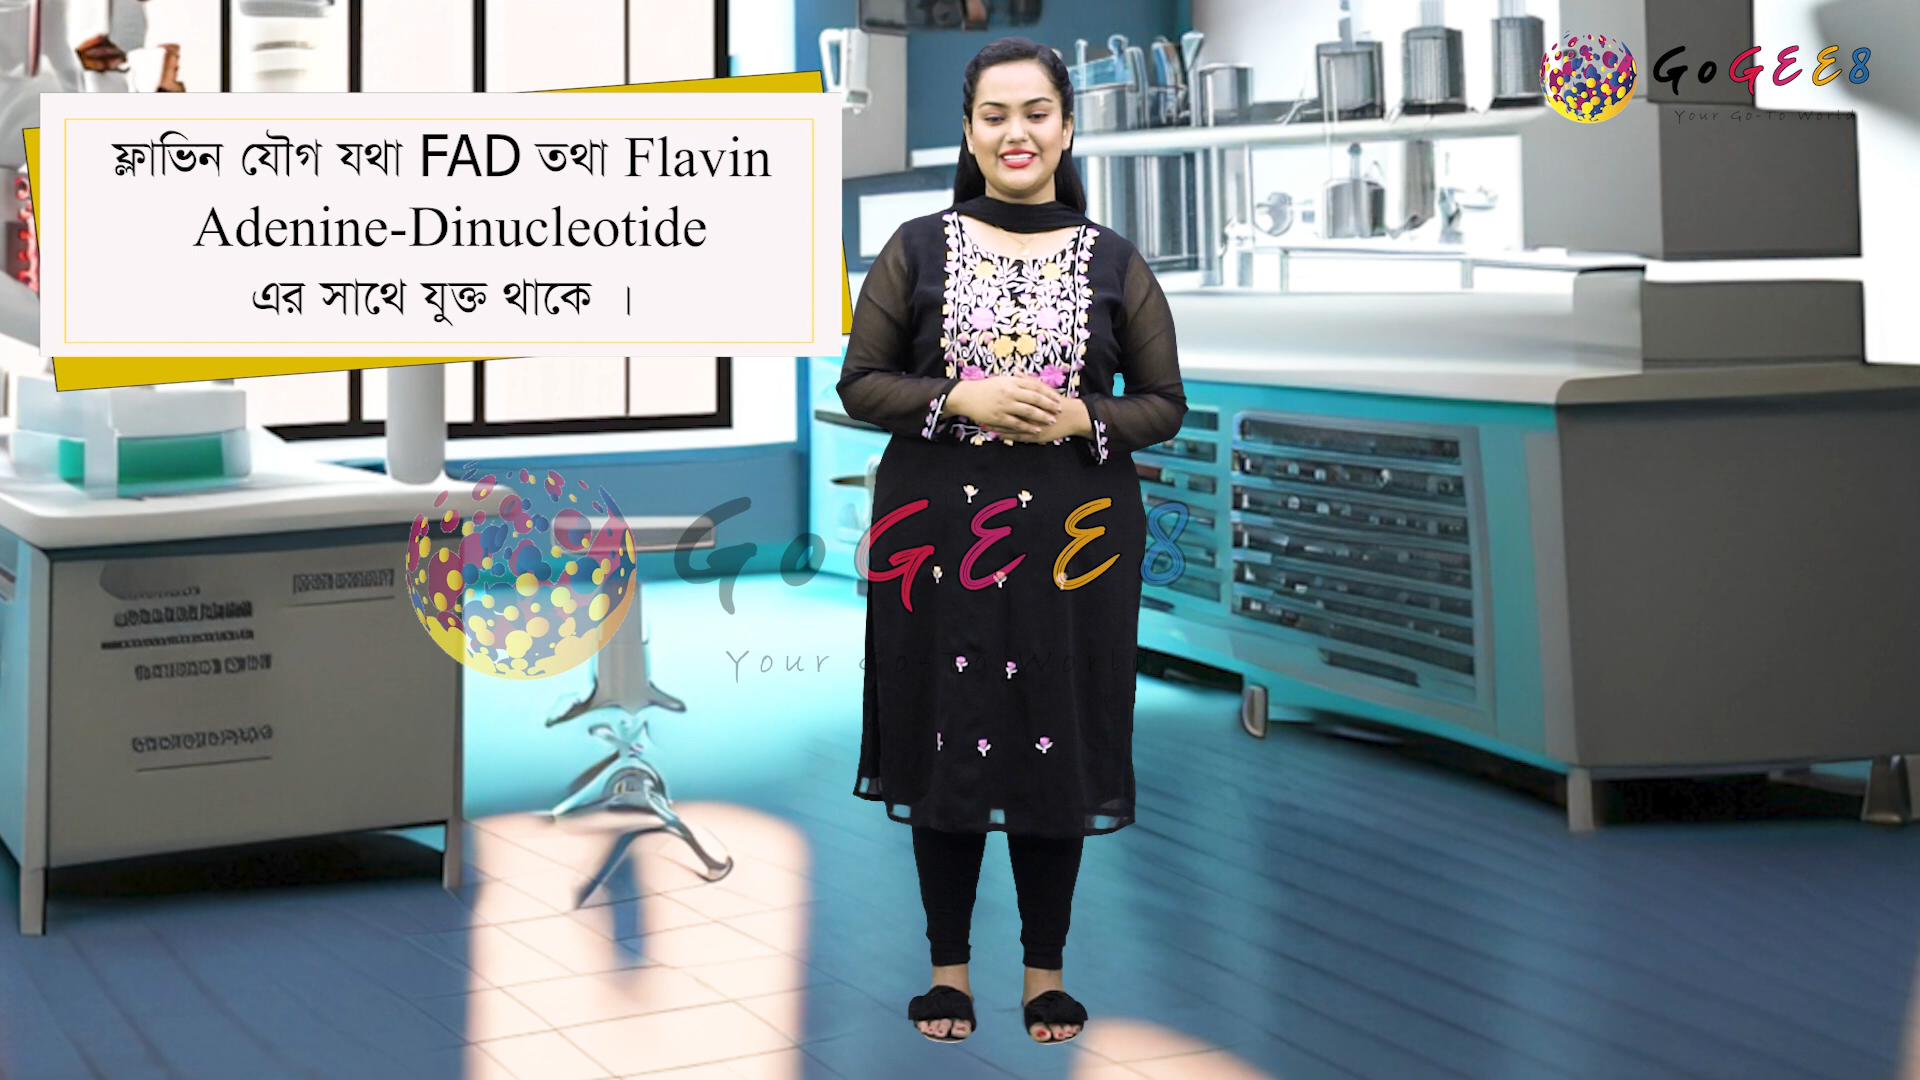 ফ্লাভিন যৌগ যথা FAD তথা Flavin
Adenine-Dinucleotide
এর সাথে যুক্ত থাকে ।
GoGEE8
Your Go-To World
GoGEE8
Your Go-To World